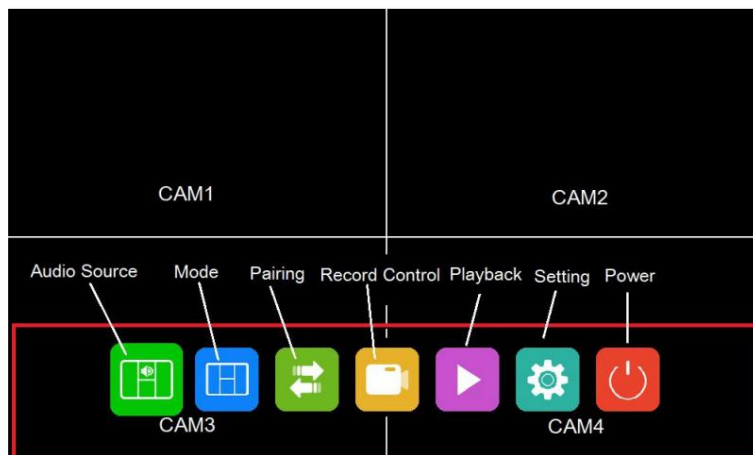 CAM1
CAM2
Audio Source
Mode
Pairing
Record Control
Playback
Setting
Power
CAM3
CAM4